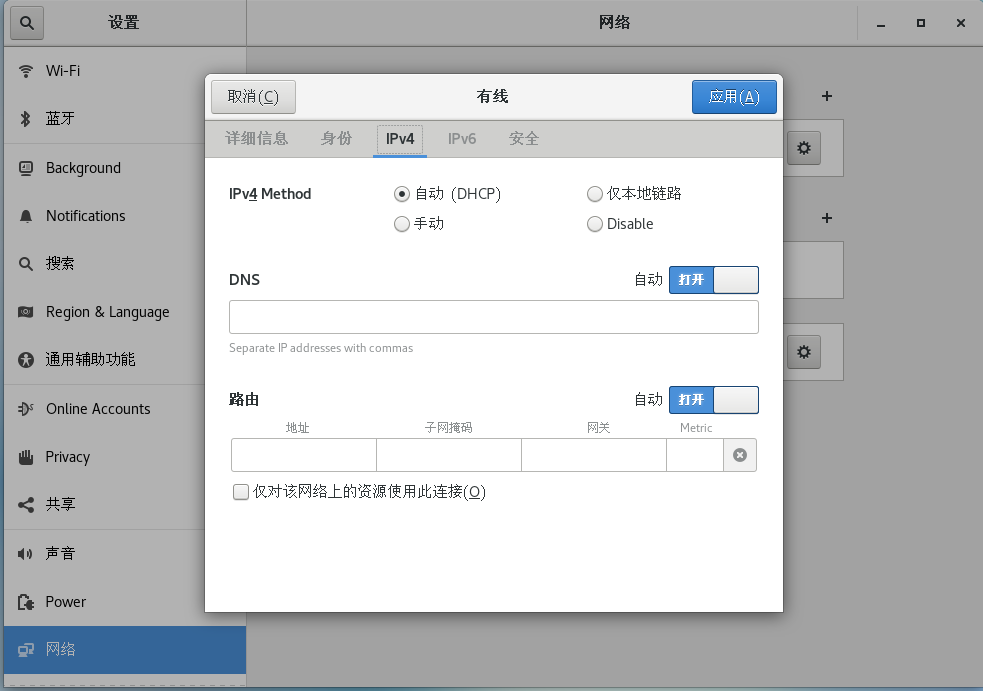 设置
网络
Wi-Fi
蓝牙
Background
Notifications
搜索
Region & Language
通用辅助功能
Online Accounts
Privacy
共享
声音
Power
网络
取消(C)
有线
应用(A)
详细信息 身份 IPv4 IPv6 安全
IPv4 Method
自动 (DHCP)
仅本地链路
手动
Disable
DNS
自动 打开
Separate IP addresses with commas
路由
自动 打开
地址 子网掩码 网关 Metric
仅对该网络上的资源使用此连接(O)